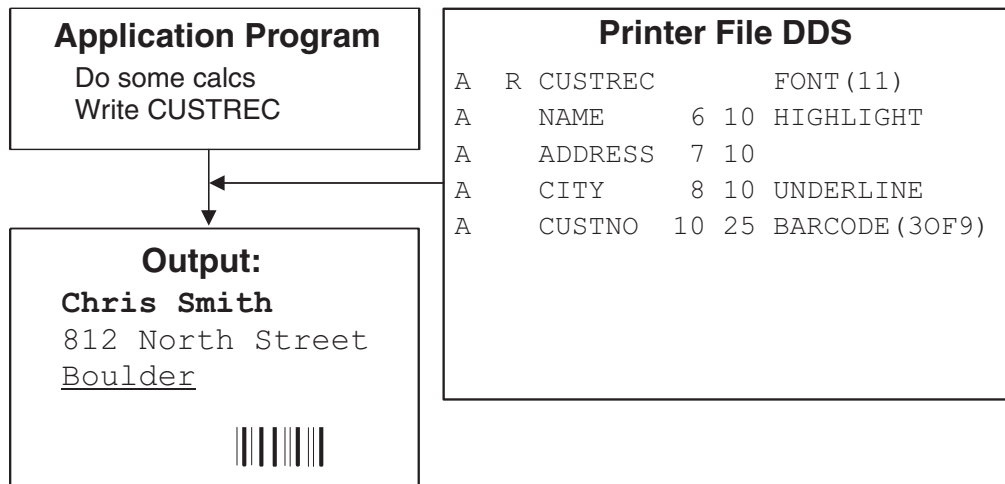 Application Program
Do some calcs
Write CUSTREC
Printer File DDS
A R CUSTREC FONT(11)
A NAME 6 10 HIGHLIGHT
A ADDRESS 7 10
A CITY 8 10 UNDERLINE
A CUSTNO 10 25 BARCODE(3OF9)
Output:
Chris Smith
812 North Street
Boulder